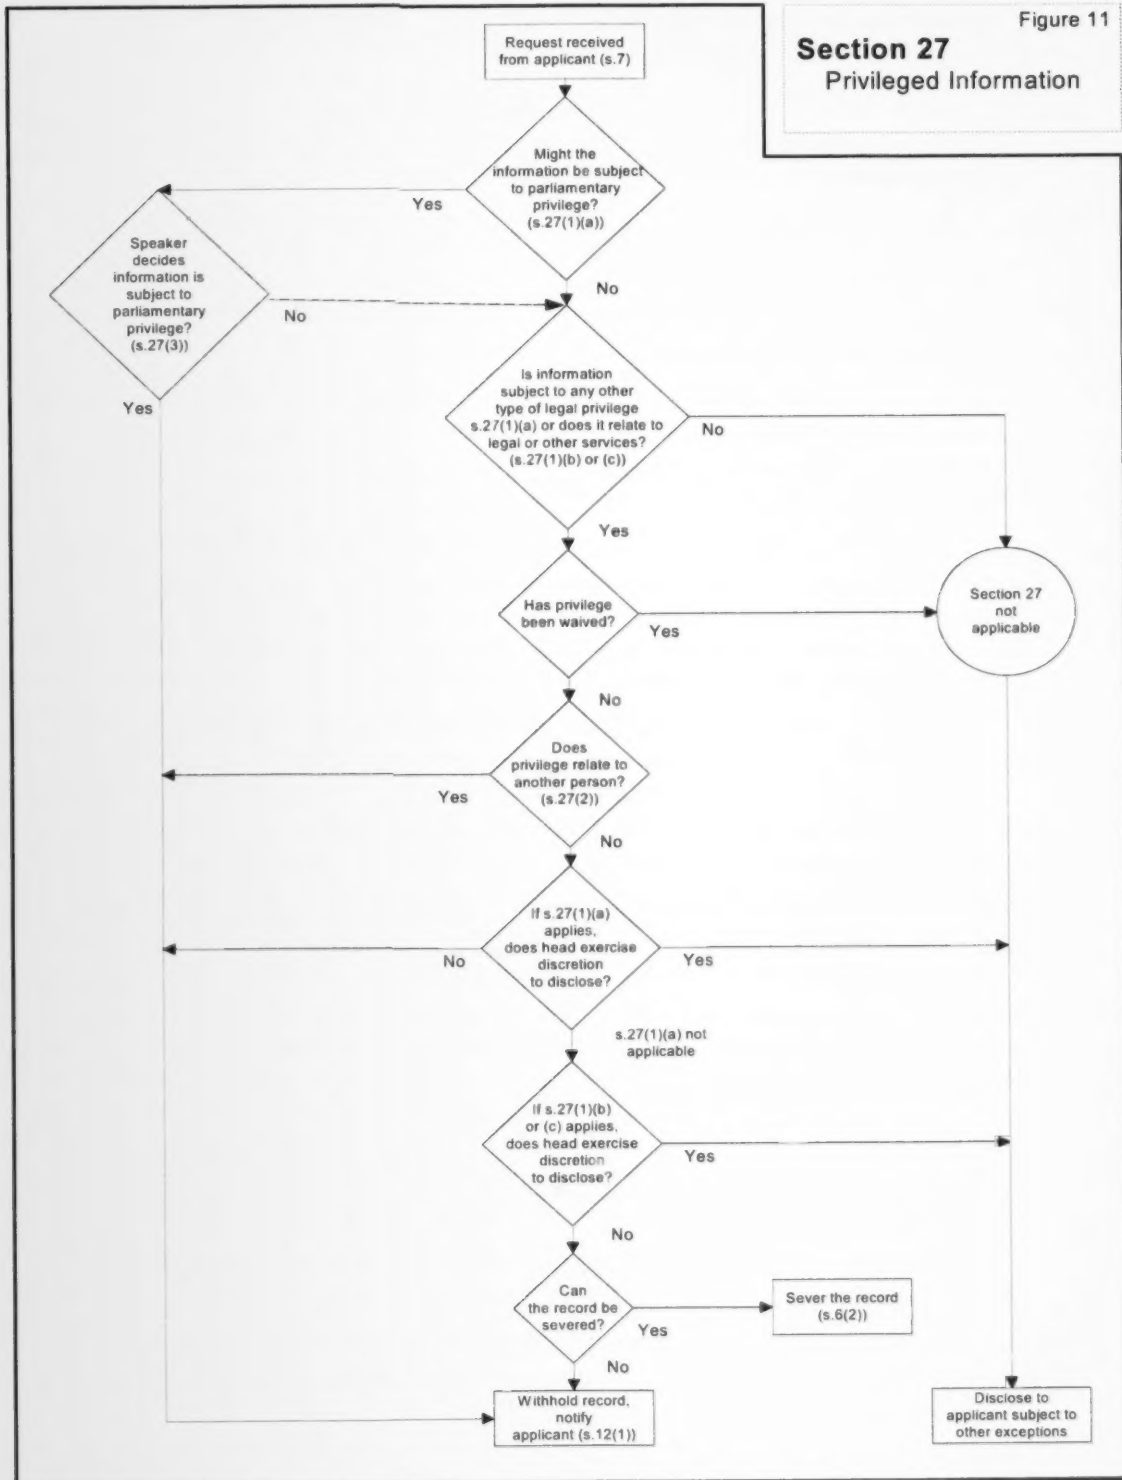 Figure 11
Section 27
Privileged Information
Request received
from applicant (s.7)
Might the
information be subject
to parliamentary
privilege?
(s.27(1)(a))
Yes
No
Speaker
decides
information is
subject to
parliamentary
privilege?
(s.27(3))
No
Yes
Is information
subject to any other
type of legal privilege
s.27(1)(a) or does it relate to
legal or other services?
(s.27(1)(b) or (c))
No
Yes
Has privilege
been waived?
Yes
No
Section 27
not
applicable
Does
privilege relate to
another person?
(s.27(2))
Yes
No
If s.27(1)(a)
applies,
does head exercise
discretion
to disclose?
No
Yes
s.27(1)(a) not
applicable
If s.27(1)(b)
or (c) applies,
does head exercise
discretion
to disclose?
Yes
No
Can
the record be
severed?
Yes
No
Sever the record
(s.6(2))
Withhold record,
notify
applicant (s.12(1))
Disclose to
applicant subject to
other exceptions